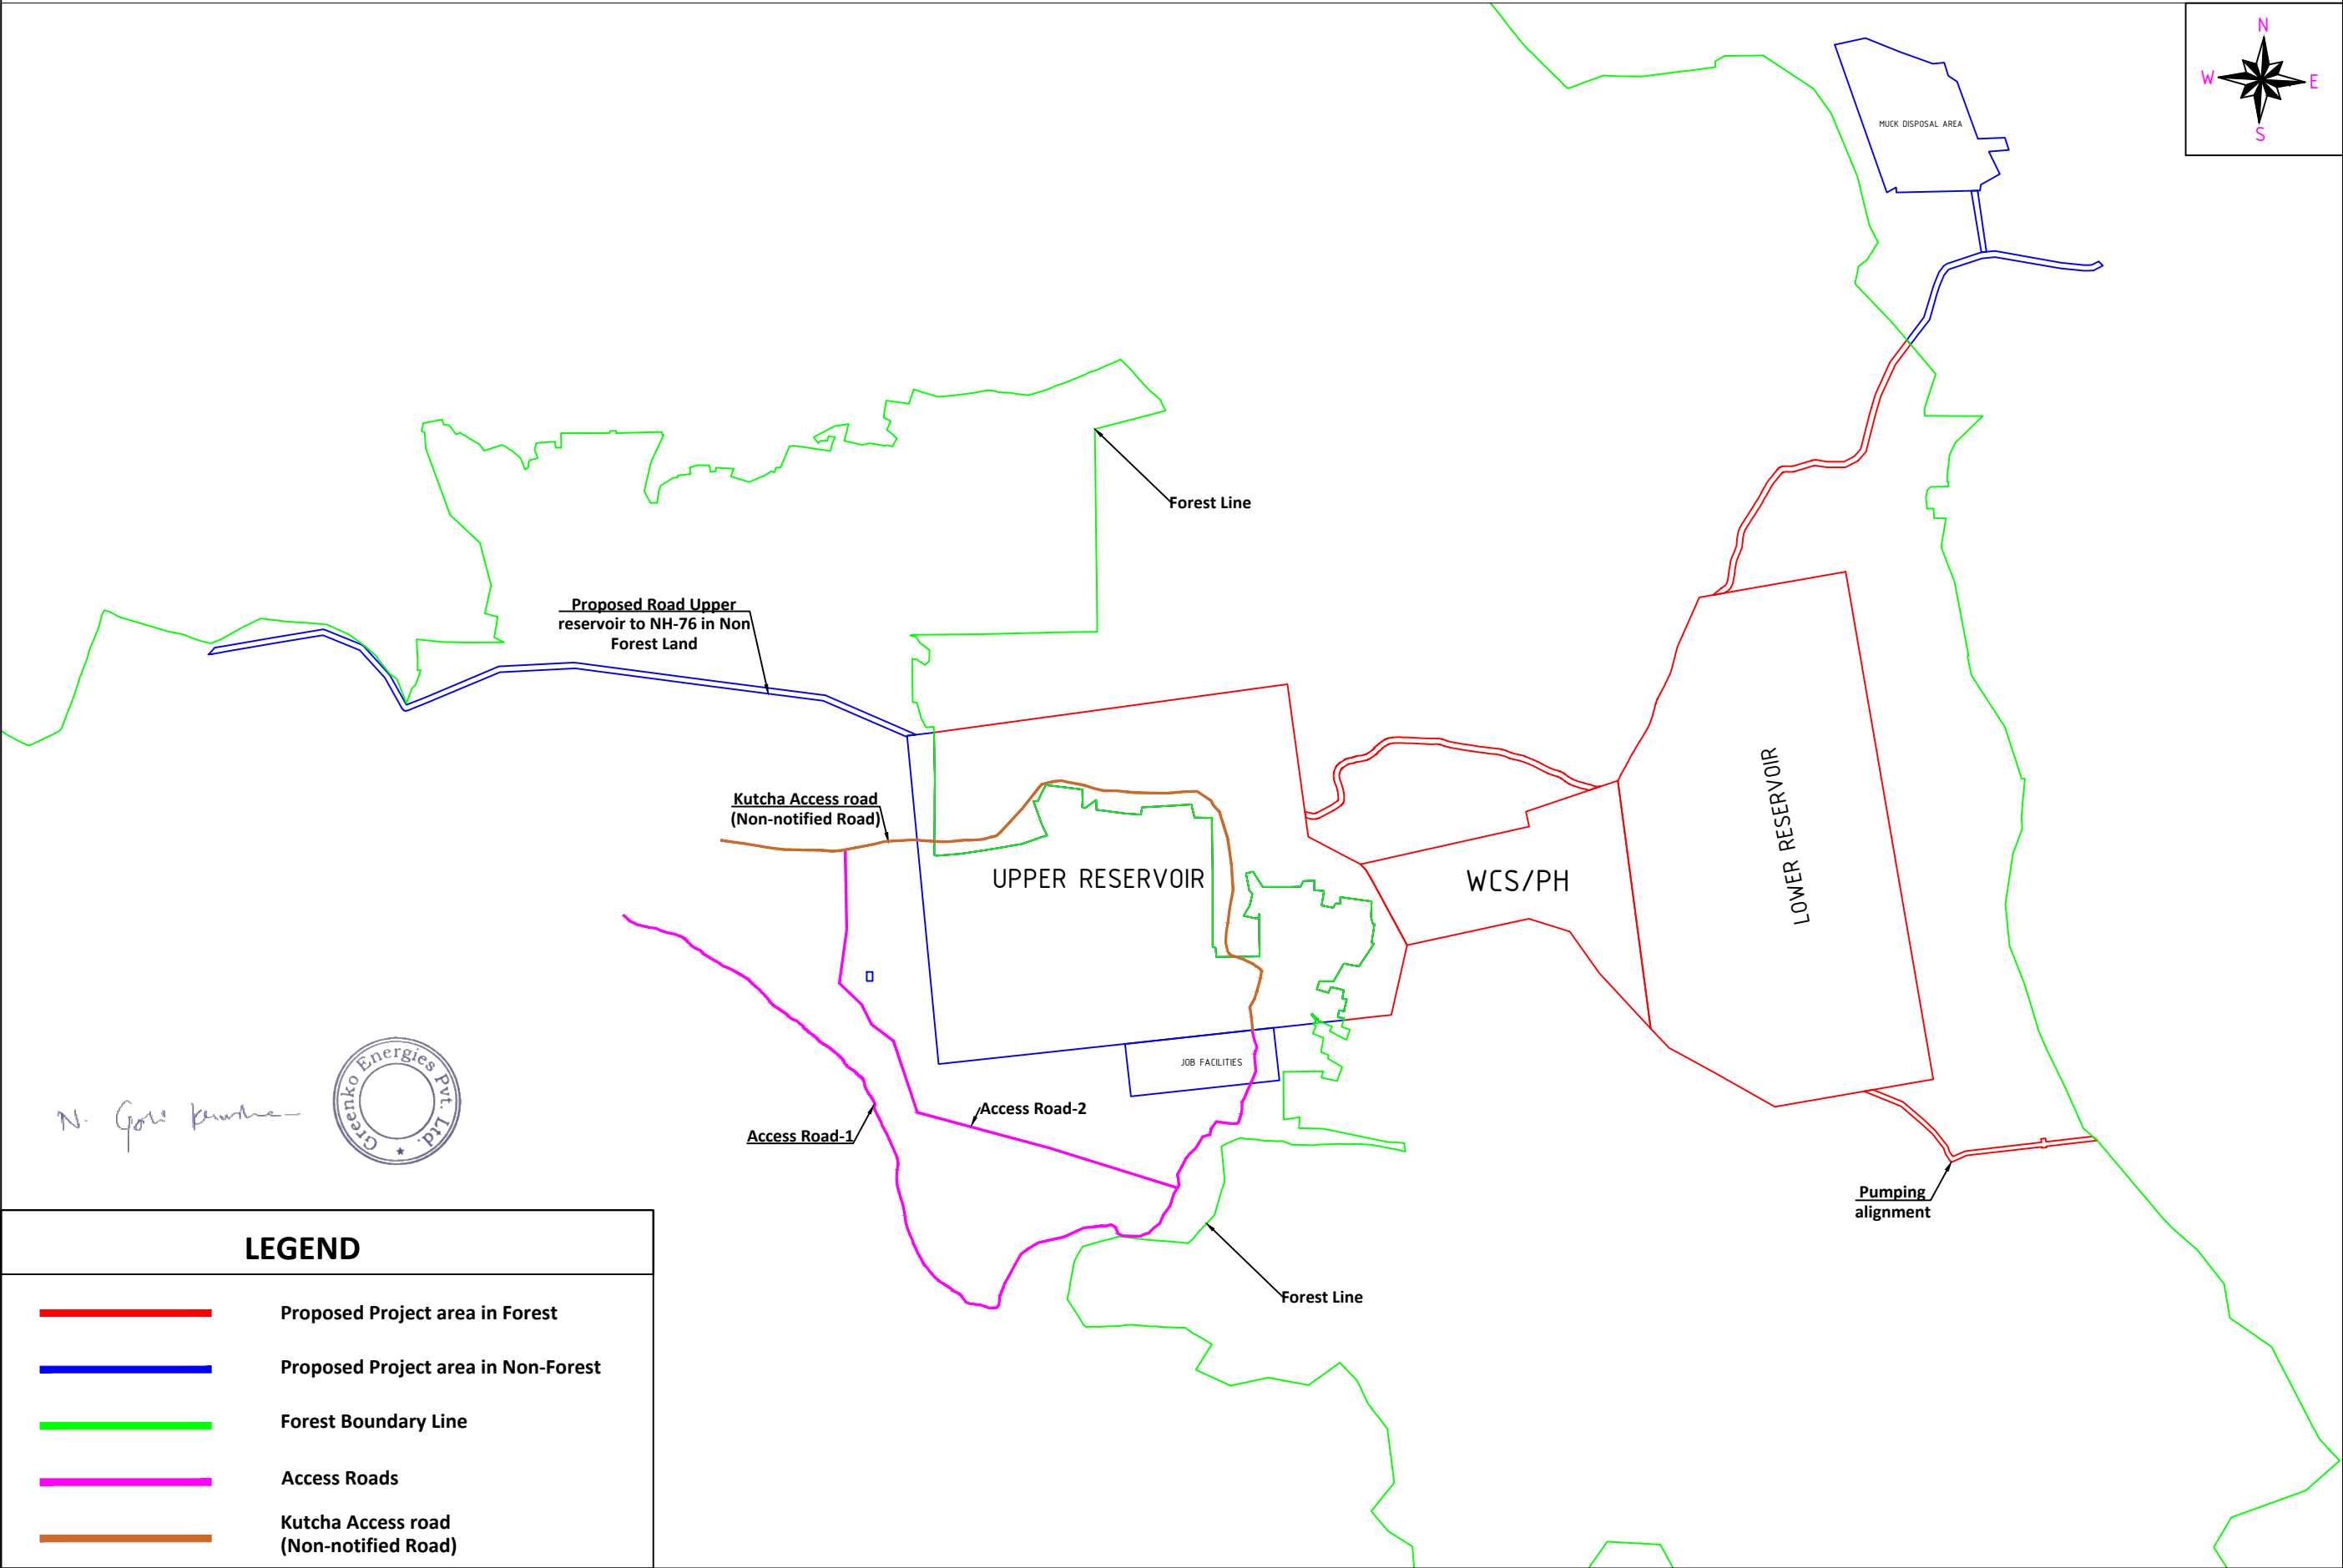 N
W
E
S
MUCK DISPOSAL AREA
Forest Line
Proposed Road Upper
reservoir to NH-76 in Non
Forest Land
Kutcha Access road
(Non-notified Road)
UPPER RESERVOIR
WCS/PH
LOWER RESERVOIR
JOB FACILITIES
Access Road-2
Access Road-1
Pumping
alignment
Forest Line
Greenko Energies Pvt. Ltd.
N.
LEGEND
Proposed Project area in Forest
Proposed Project area in Non-Forest
Forest Boundary Line
Access Roads
Kutcha Access road
(Non-notified Road)